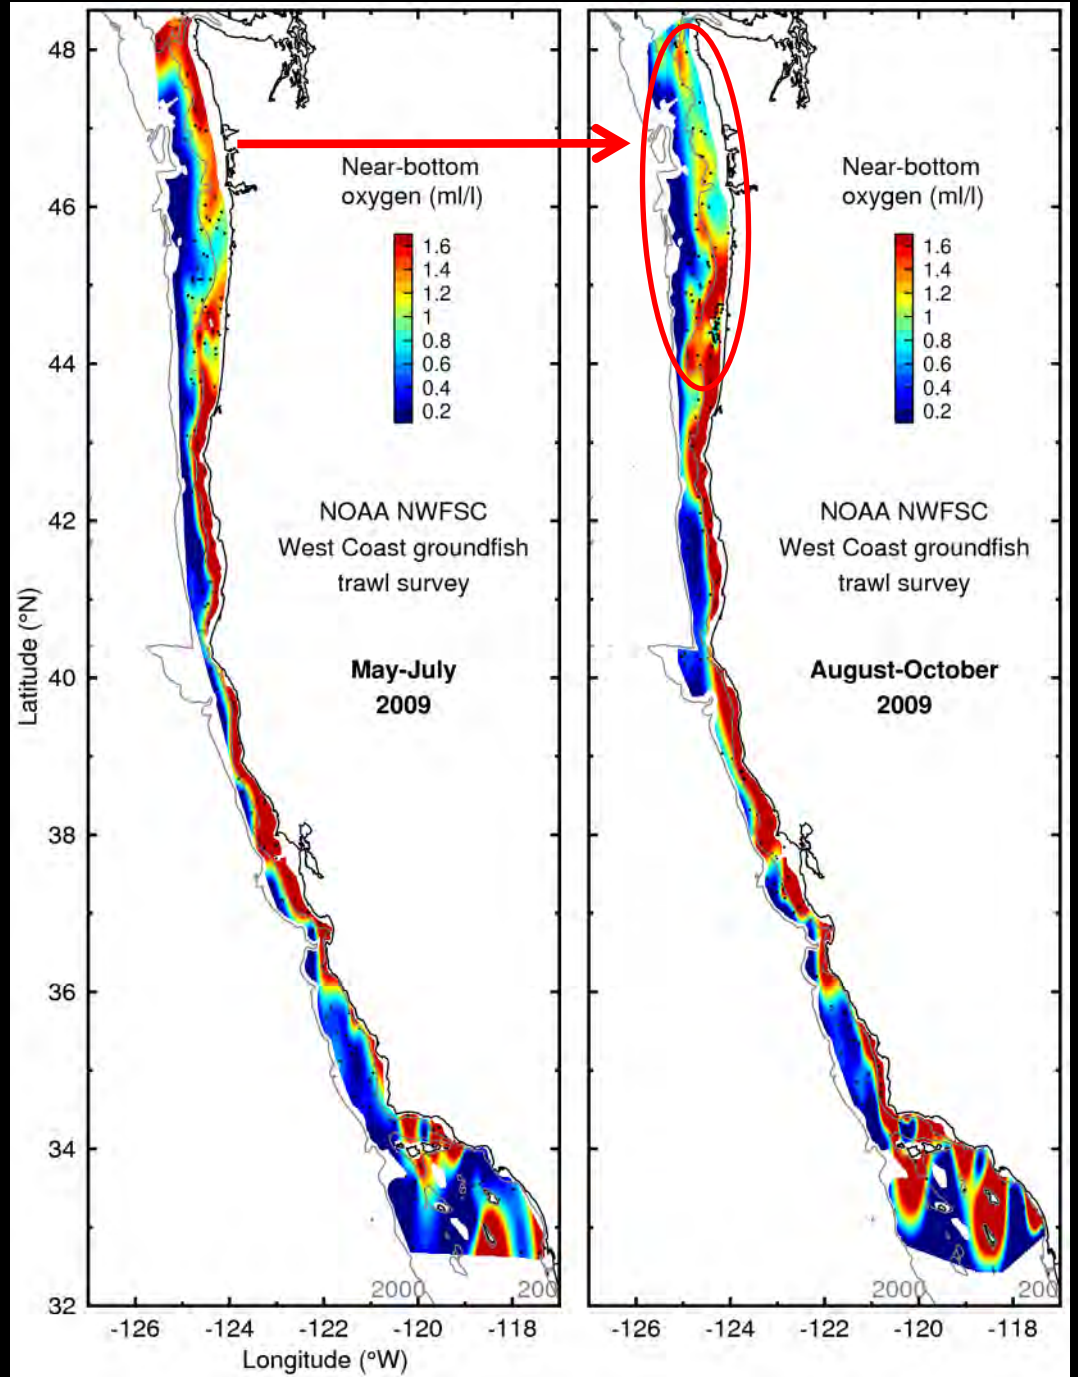 48
46
44
42
40
38
36
34
32
Latitude (°N)
Near-bottom
oxygen (ml/l)
1.6
1.4
1.2
1
0.8
0.6
0.4
0.2
NOAA NWFSC
West Coast groundfish
trawl survey
May-July
2009
2000
200
-126
-124
-122
-120
-118
Longitude (°W)
Near-bottom
oxygen (ml/l)
1.6
1.4
1.2
1
0.8
0.6
0.4
0.2
NOAA NWFSC
West Coast groundfish
trawl survey
August-October
2009
2000
200
-126
-124
-122
-120
-118